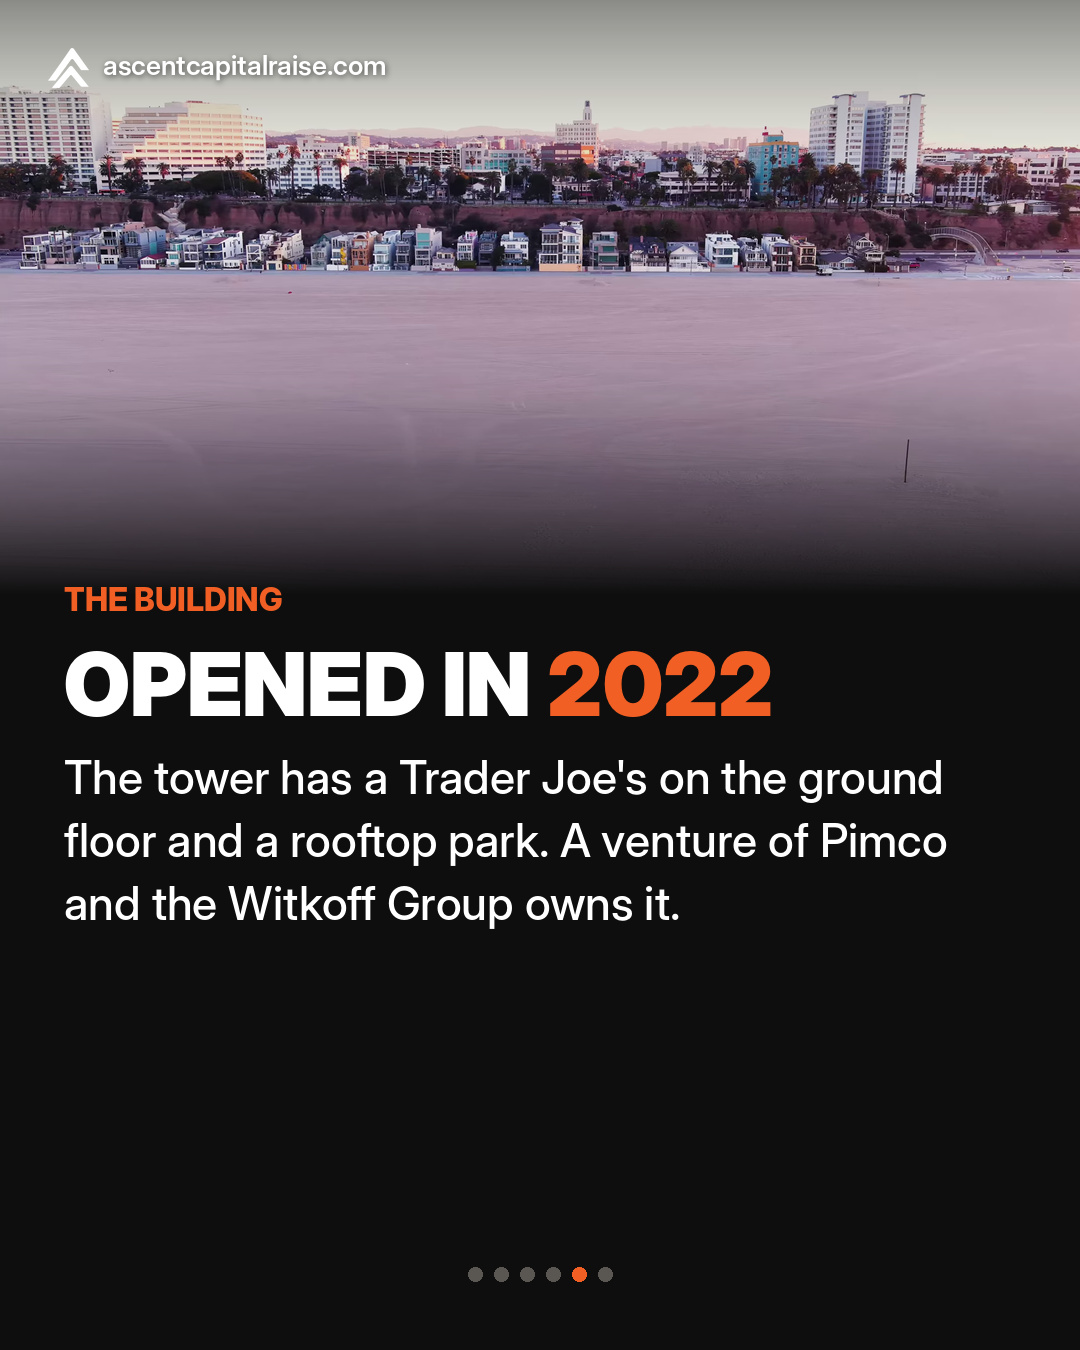 ascentcapitalraise.com
THE BUILDING
OPENED IN 2022
The tower has a Trader Joe's on the ground
floor and a rooftop park. A venture of Pimco
and the Witkoff Group owns it.